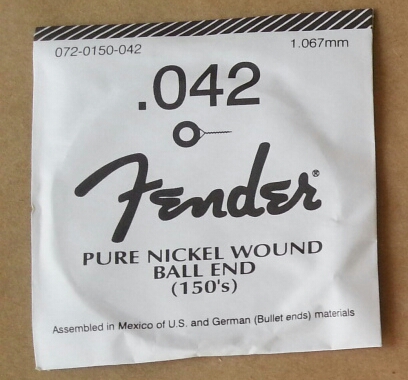 072-0150-042 1.067mm
.042
Fender®
PURE NICKEL WOUND
BALL END
(150's)
Assembled in Mexico of U.S. and German (Bullet ends) materials